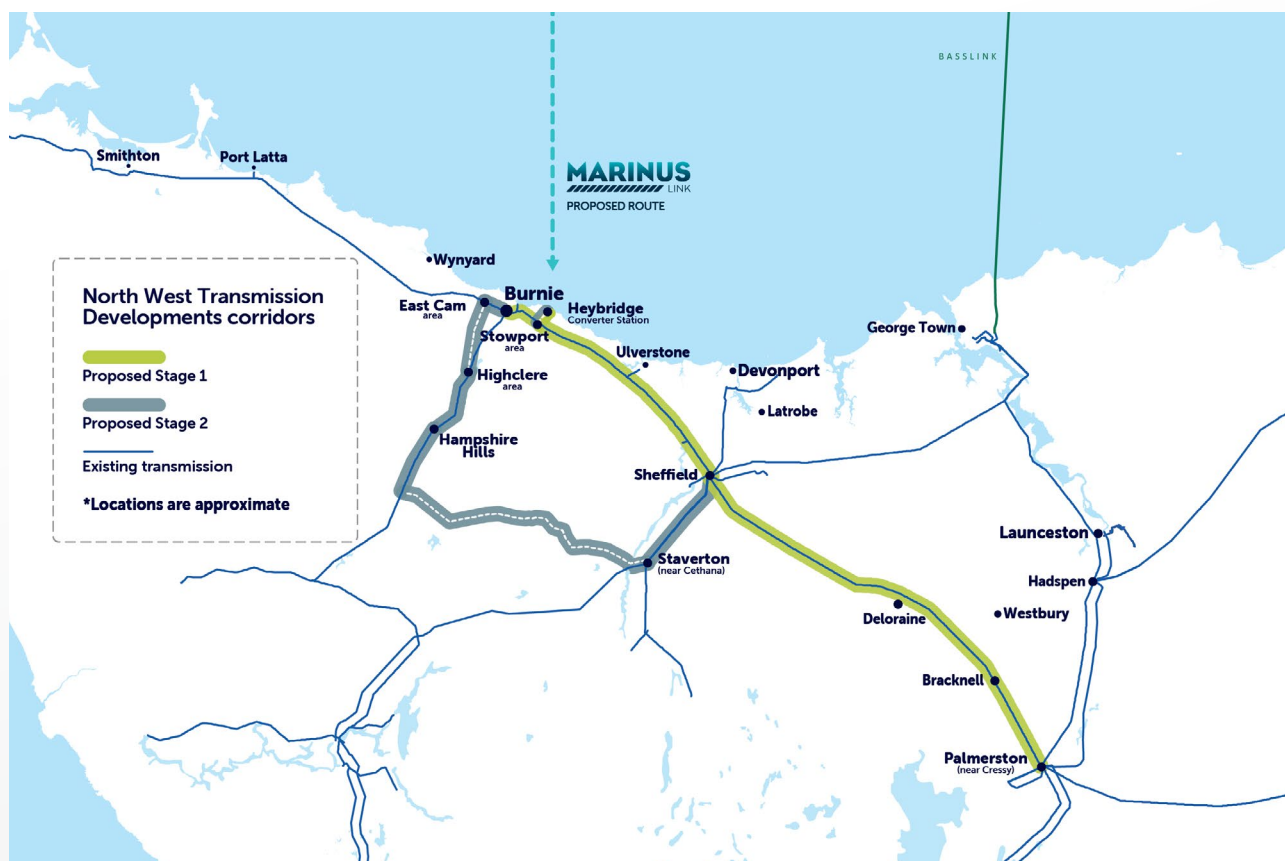 BASSLINK
Smithton
Port Latta
MARINUS
LINK
PROPOSED ROUTE
Wynyard
North West Transmission
Developments corridors
Proposed Stage 1
Proposed Stage 2
Existing transmission
*Locations are approximate
East Cam
area
Burnie
Heybridge
Converter Station
Stowport
area
George Town
Ulverstone
Highclere
area
Devonport
Latrobe
Hampshire
Hills
Sheffield
Launceston
Staverton
(near Cethana)
Hadspen
Deloraine
Westbury
Bracknell
Palmerston
(near Cressy)